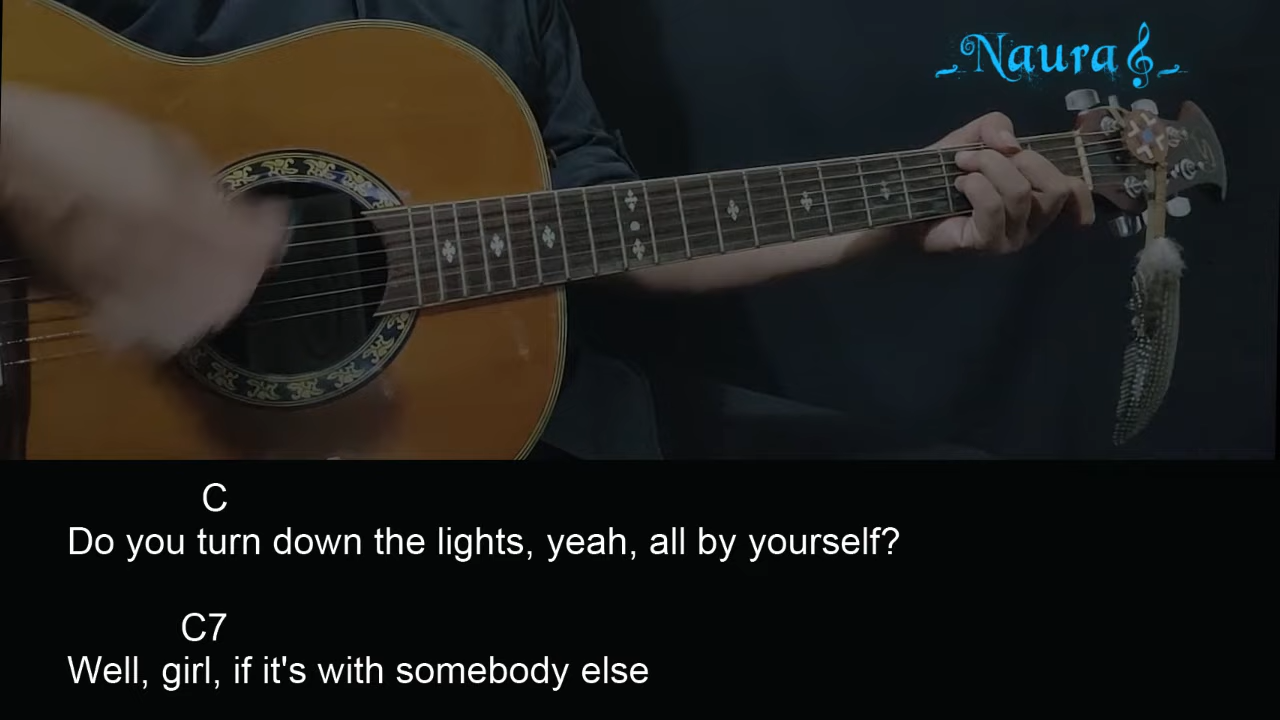 Naura
C
Do you turn down the lights, yeah, all by yourself?
C7
Well, girl, if it's with somebody else